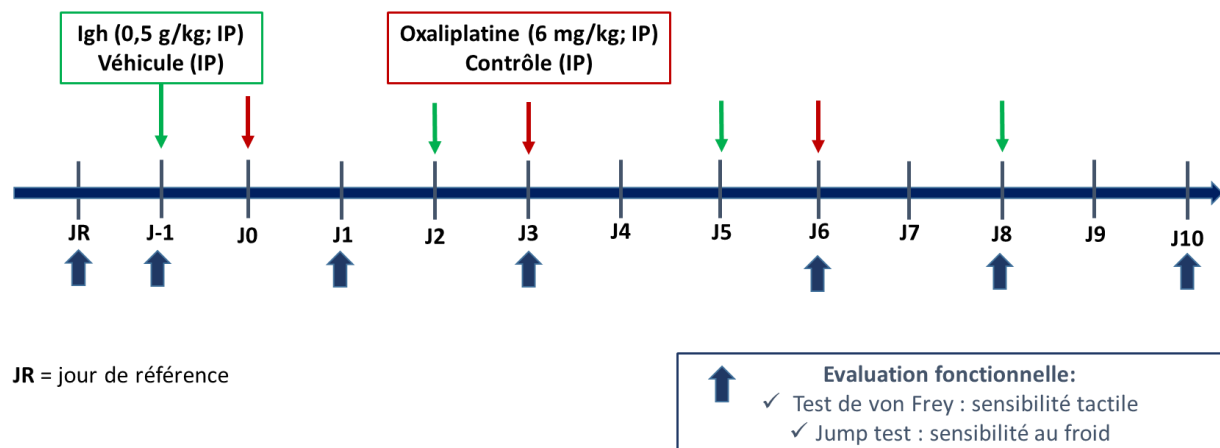 Igh (0,5 g/kg; IP)
Véhicule (IP)
Oxaliplatine (6 mg/kg; IP)
Contrôle (IP)
JR J-1 J0 J1 J2 J3 J4 J5 J6 J7 J8 J9 J10
JR = jour de référence
Evaluation fonctionnelle:
✓ Test de von Frey : sensibilité tactile
✓ Jump test : sensibilité au froid